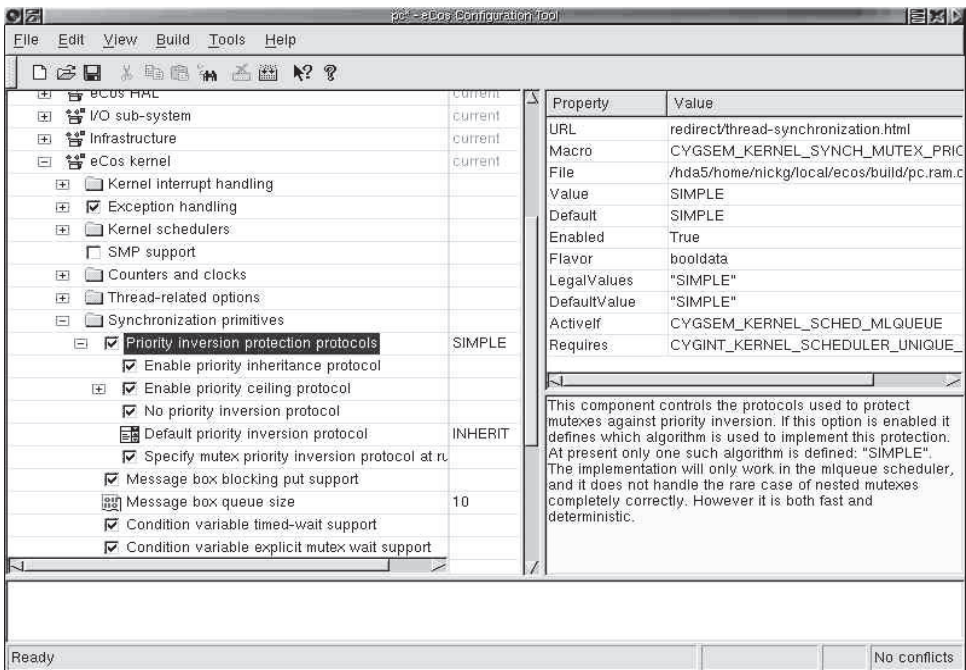 pc* - eCos Configuration Tool
File Edit View Build Tools Help
eCos HAL current
I/O sub-system current
Infrastructure current
eCos kernel current
Kernel interrupt handling
Exception handling
Kernel schedulers
SMP support
Counters and clocks
Thread-related options
Synchronization primitives
Priority inversion protection protocols SIMPLE
Enable priority inheritance protocol
Enable priority ceiling protocol
No priority inversion protocol
Default priority inversion protocol INHERIT
Specify mutex priority inversion protocol at ru
Message box blocking put support
Message box queue size 10
Condition variable timed-wait support
Condition variable explicit mutex wait support
Property Value
URL redirect/thread-synchronization.html
Macro CYGSEM_KERNEL_SYNCH_MUTEX_PRIO
File /hda5/home/nickg/local/ecos/build/pc.ram.c
Value SIMPLE
Default SIMPLE
Enabled True
Flavor booldata
LegalValues "SIMPLE"
DefaultValue "SIMPLE"
ActiveIf CYGSEM_KERNEL_SCHED_MLQUEUE
Requires CYGINT_KERNEL_SCHEDULER_UNIQUE_
This component controls the protocols used to protect
mutexes against priority inversion. If this option is enabled it
defines which algorithm is used to implement this protection.
At present only one such algorithm is defined: "SIMPLE".
The implementation will only work in the mlqueue scheduler,
and it does not handle the rare case of nested mutexes
completely correctly. However it is both fast and
deterministic.
Ready
No conflicts